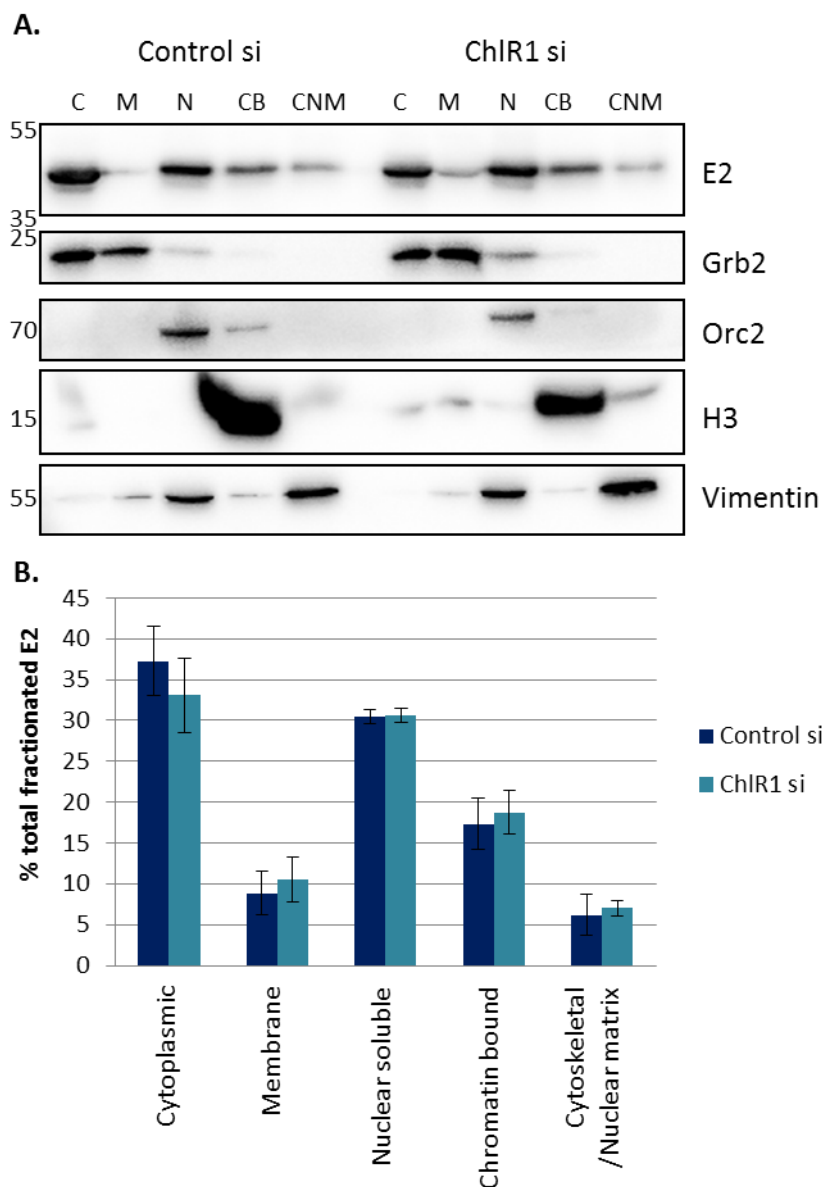 A.
Control si ChlR1 si
C M N CB CNM C M N CB CNM
55
E2
35
25
Grb2
70
Orc2
15
H3
55
Vimentin
B.
% total fractionated E2
45
40
35
30
25
20
15
10
5
0
Cytoplasmic
Membrane
Nuclear soluble
Chromatin bound
Cytoskeletal
/Nuclear matrix
Control si
ChlR1 si